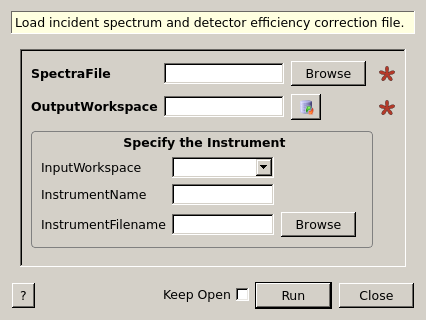 Load incident spectrum and detector efficiency correction file.
SpectraFile Browse
OutputWorkspace
Specify the Instrument
InputWorkspace
InstrumentName
InstrumentFilename Browse
? Keep Open Run Close